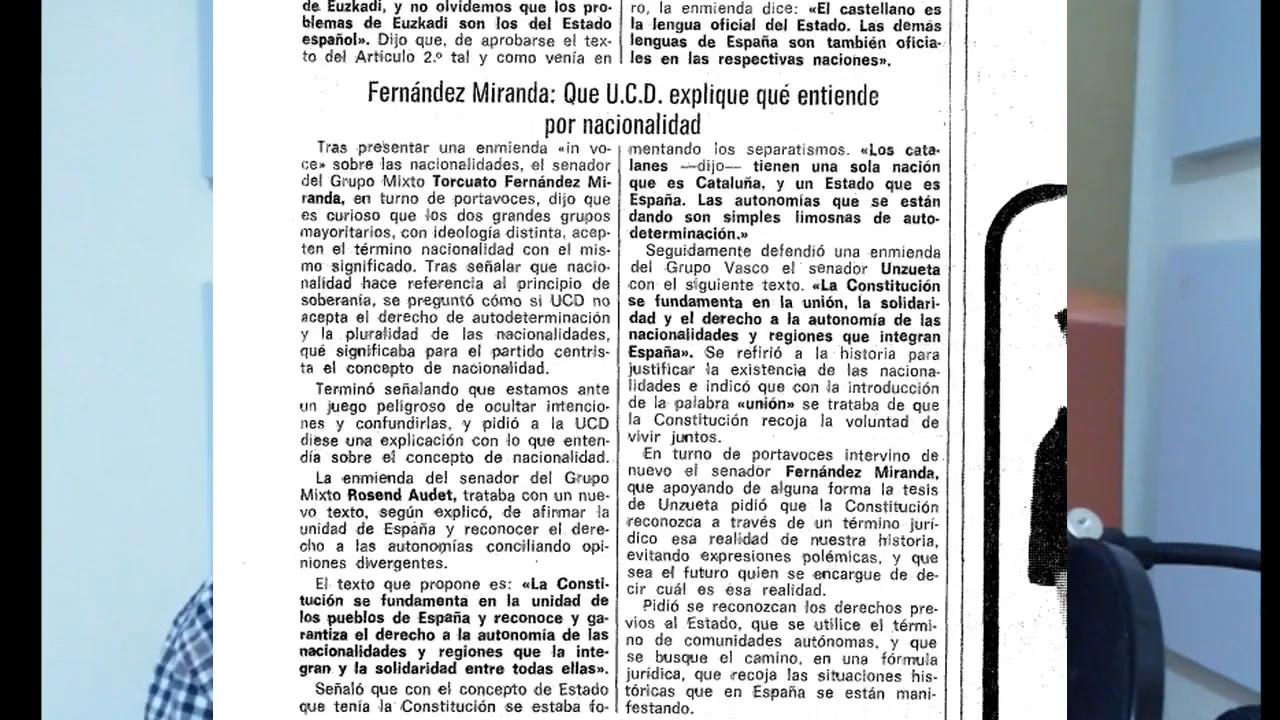 de Euzkadi, y no olvidemos que los pro-
blemas de Euzkadi son los del Estado
español». Dijo que, de aprobarse el tex-
to del Artículo 2.º tal y como venía en
ro, la enmienda dice: «El castellano es
la lengua oficial del Estado. Las demás
lenguas de España son también oficia-
les en las respectivas naciones».
Fernández Miranda: Que U.C.D. explique qué entiende
por nacionalidad
Tras presentar una enmienda «in vo-
ce» sobre las nacionalidades, el senador
del Grupo Mixto Torcuato Fernández Mi-
randa, en turno de portavoces, dijo que
es curioso que los dos grandes grupos
mayoritarios, con ideología distinta, acep-
ten el término nacionalidad con el mis-
mo significado. Tras señalar que nacio-
nalidad hace referencia al principio de
soberanía, se preguntó cómo si UCD no
acepta el derecho de autodeterminación
y la pluralidad de las nacionalidades,
qué significaba para el partido centris-
ta el concepto de nacionalidad.
Terminó señalando que estamos ante
un juego peligroso de ocultar intencio-
nes y confundirlas, y pidió a la UCD
diese una explicación con lo que enten-
día sobre el concepto de nacionalidad.
La enmienda del senador del Grupo
Mixto Rosend Audet, trataba con un nue-
vo texto, según explicó, de afirmar la
unidad de España y reconocer el dere-
cho a las autonomías conciliando opi-
niones divergentes.
El texto que propone es: «La Consti-
tución se fundamenta en la unidad de
los pueblos de España y reconoce y ga-
rantiza el derecho a la autonomía de las
nacionalidades y regiones que la inte-
gran y la solidaridad entre todas ellas».
Señaló que con el concepto de Estado
que tenía la Constitución se estaba fo-
mentando los separatismos. «Los cata-
lanes —dijo— tienen una sola nación
que es Cataluña, y un Estado que es
España. Las autonomías que se están
dando son simples limosnas de auto-
determinación.»
Seguidamente defendió una enmienda
del Grupo Vasco el senador Unzueta
con el siguiente texto. «La Constitución
se fundamenta en la unión, la solidari-
dad y el derecho a la autonomía de las
nacionalidades y regiones que integran
España». Se refirió a la historia para
justificar la existencia de las naciona-
lidades e indicó que con la introducción
de la palabra «unión» se trataba de que
la Constitución recoja la voluntad de
vivir juntos.
En turno de portavoces intervino de
nuevo el senador Fernández Miranda,
que apoyando de alguna forma la tesis
de Unzueta pidió que la Constitución
reconozca a través de un término jurí-
dico esa realidad de nuestra historia,
evitando expresiones polémicas, y que
sea el futuro quien se encargue de de-
cir cuál es esa realidad.
Pidió se reconozcan los derechos pre-
vios al Estado, que se utilice el térmi-
no de comunidades autónomas, y que
se busque el camino, en una fórmula
jurídica, que recoja las situaciones his-
tóricas que en España se están mani-
festando.